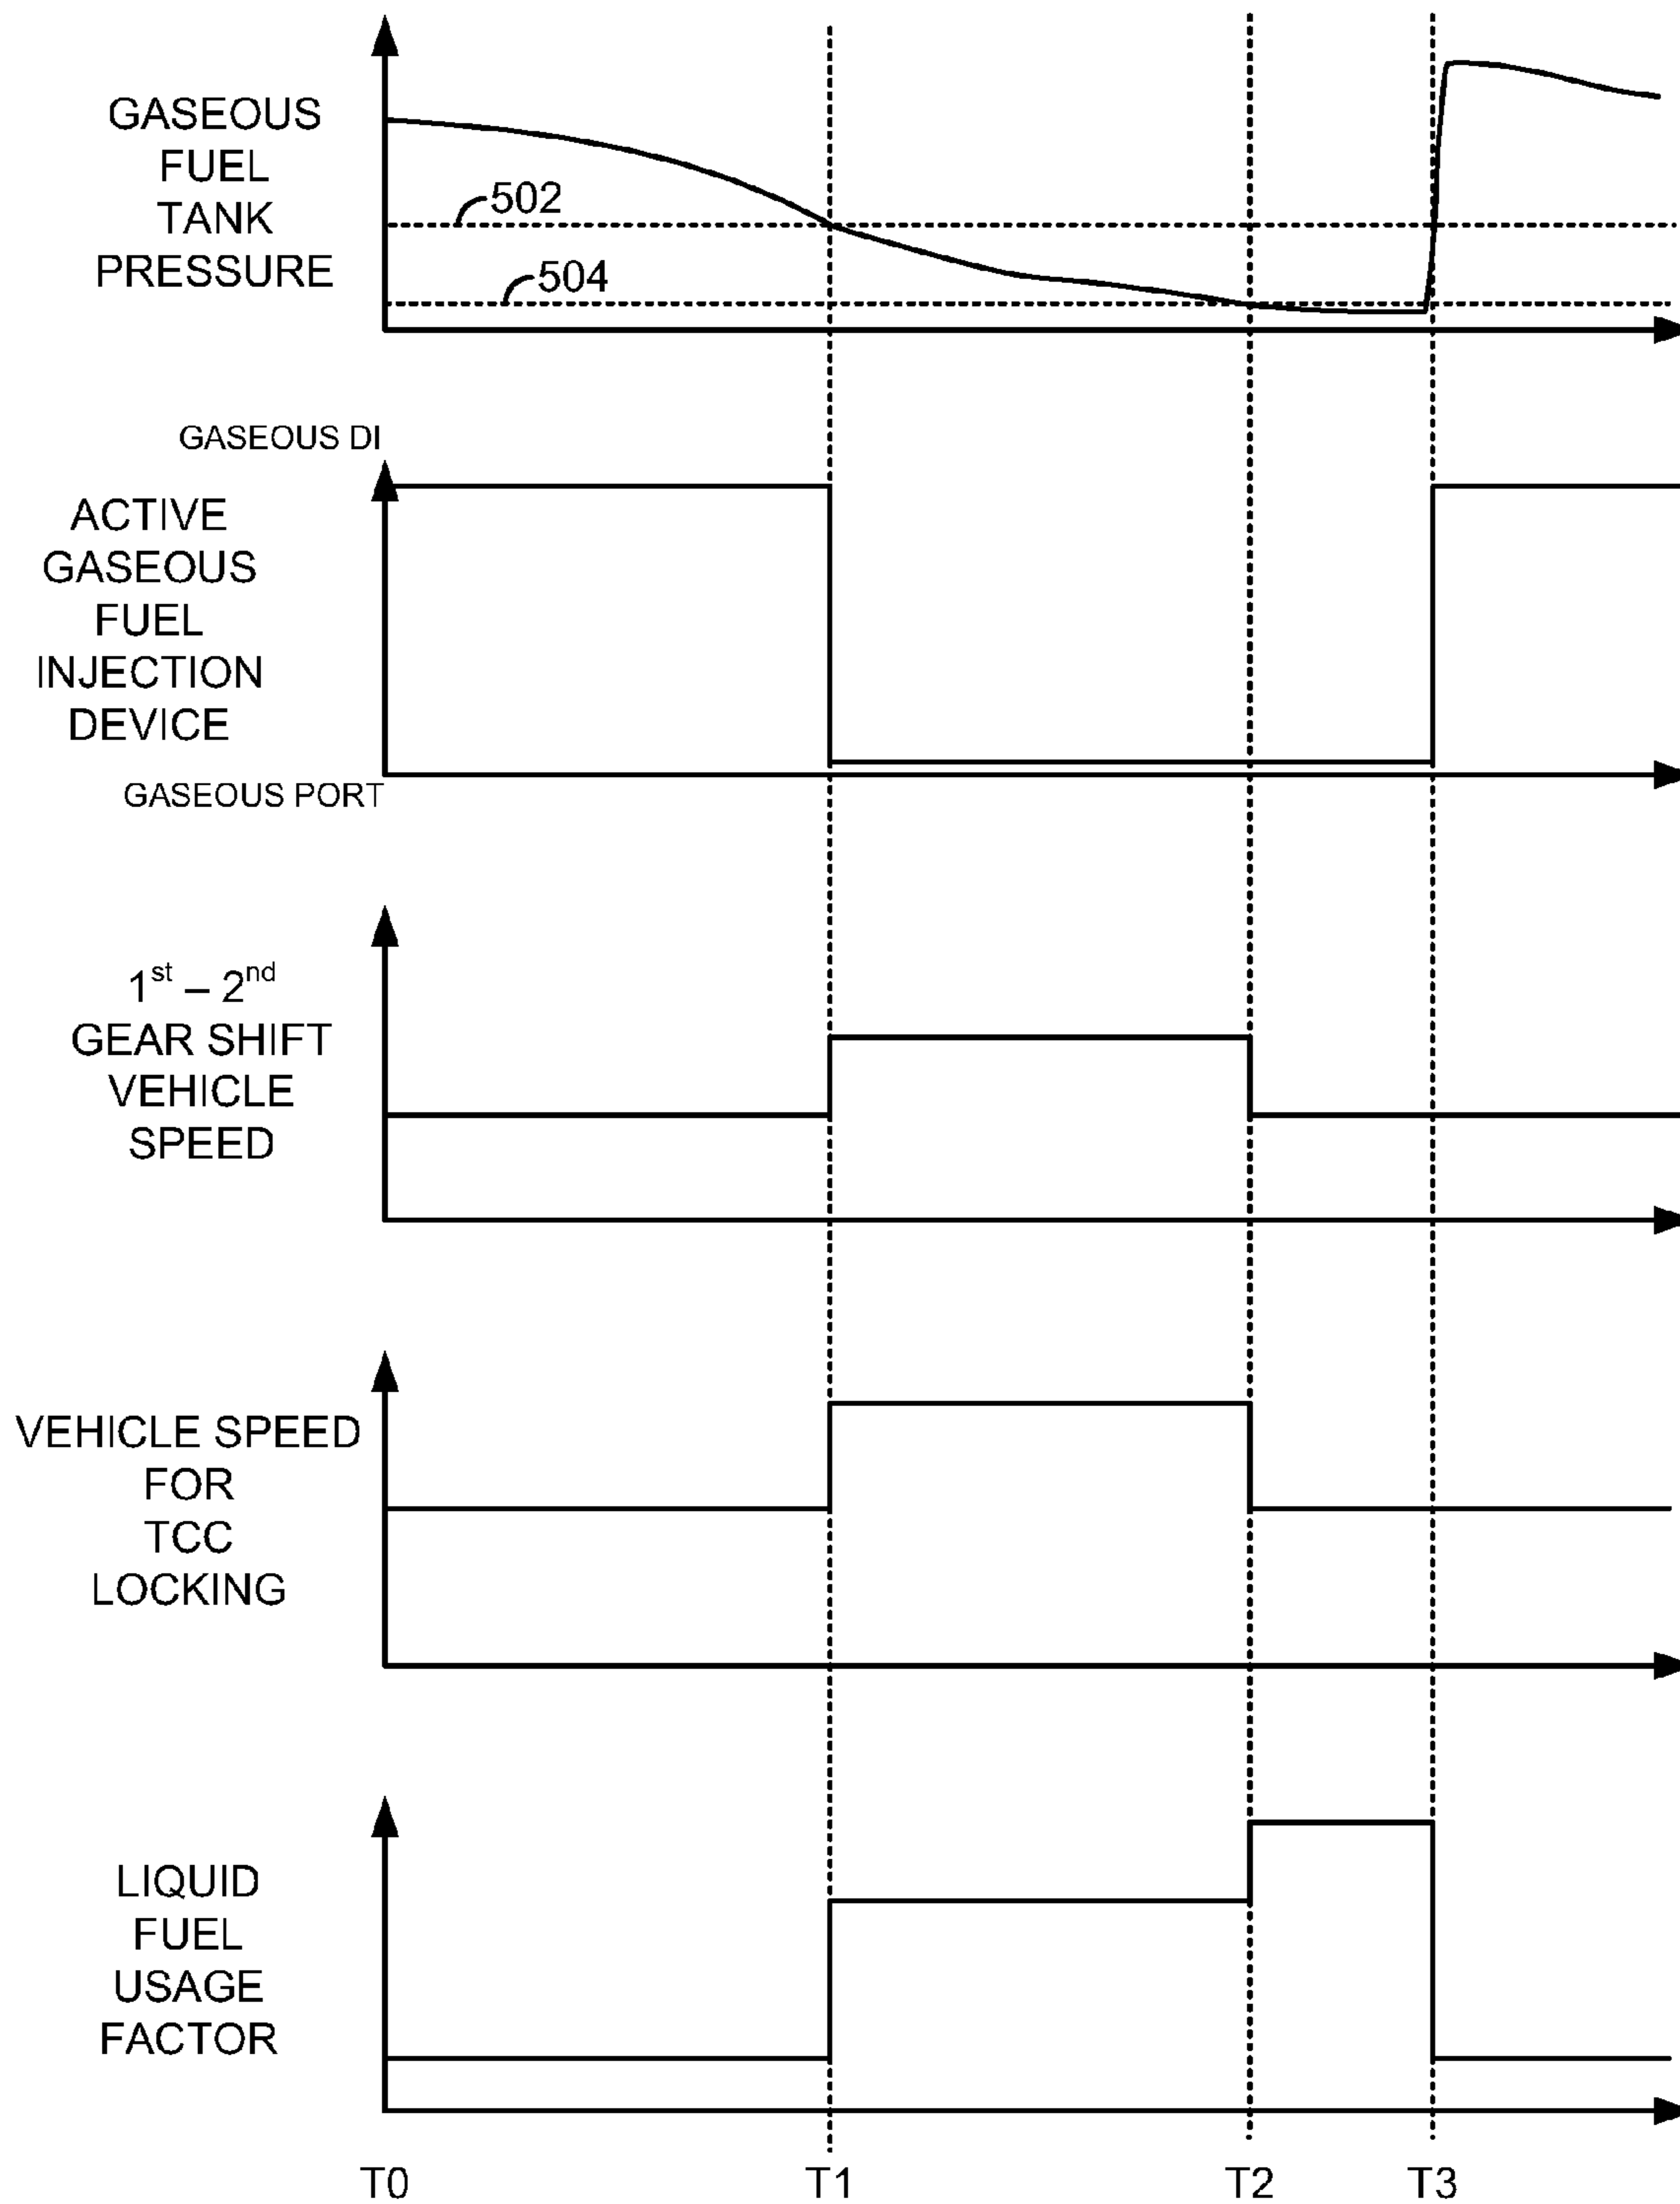 GASEOUS
FUEL
TANK
PRESSURE
502
504
GASEOUS DI
ACTIVE
GASEOUS
FUEL
INJECTION
DEVICE
GASEOUS PORT
1st – 2nd
GEAR SHIFT
VEHICLE
SPEED
VEHICLE SPEED
FOR
TCC
LOCKING
LIQUID
FUEL
USAGE
FACTOR
T0 T1 T2 T3